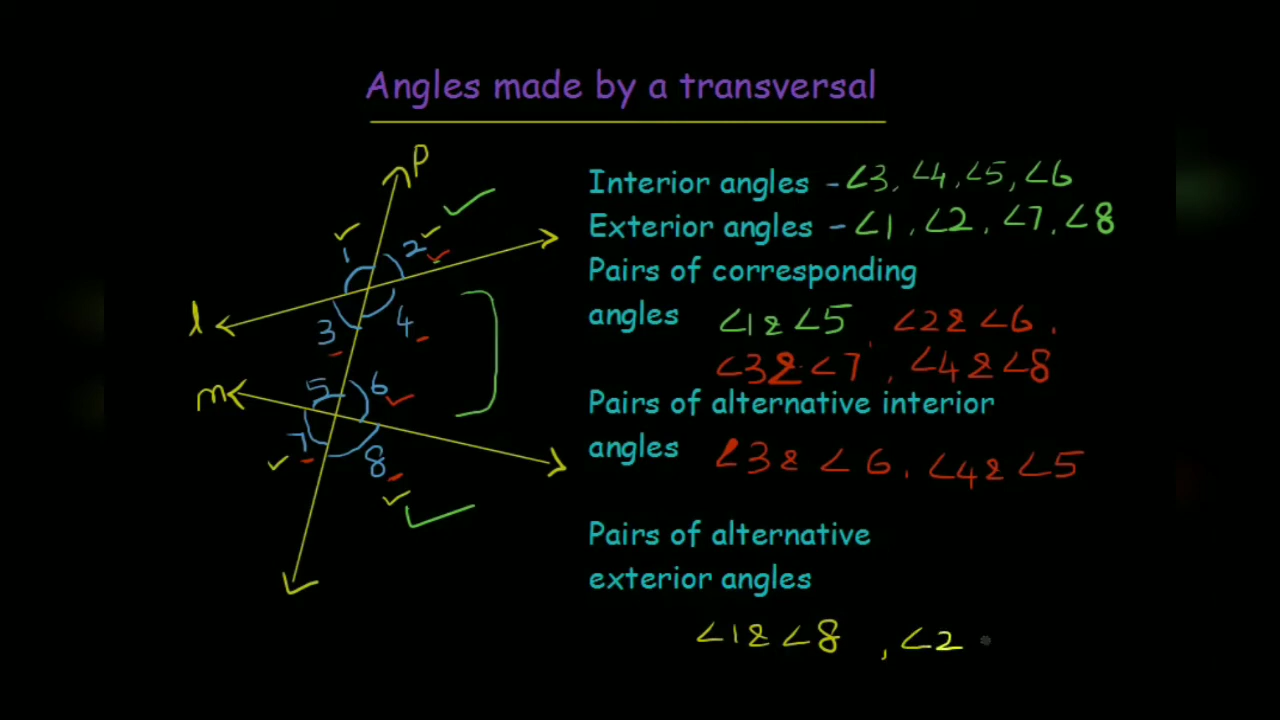 Angles made by a transversal
P
1 2
l
3 4
m
5 6
7 8
Interior angles - ∠3, ∠4, ∠5, ∠6
Exterior angles - ∠1, ∠2, ∠7, ∠8
Pairs of corresponding
angles ∠1 & ∠5, ∠2 & ∠6,
∠3 & ∠7, ∠4 & ∠8
Pairs of alternative interior
angles ∠3 & ∠6, ∠4 & ∠5
Pairs of alternative
exterior angles
∠1 & ∠8, ∠2